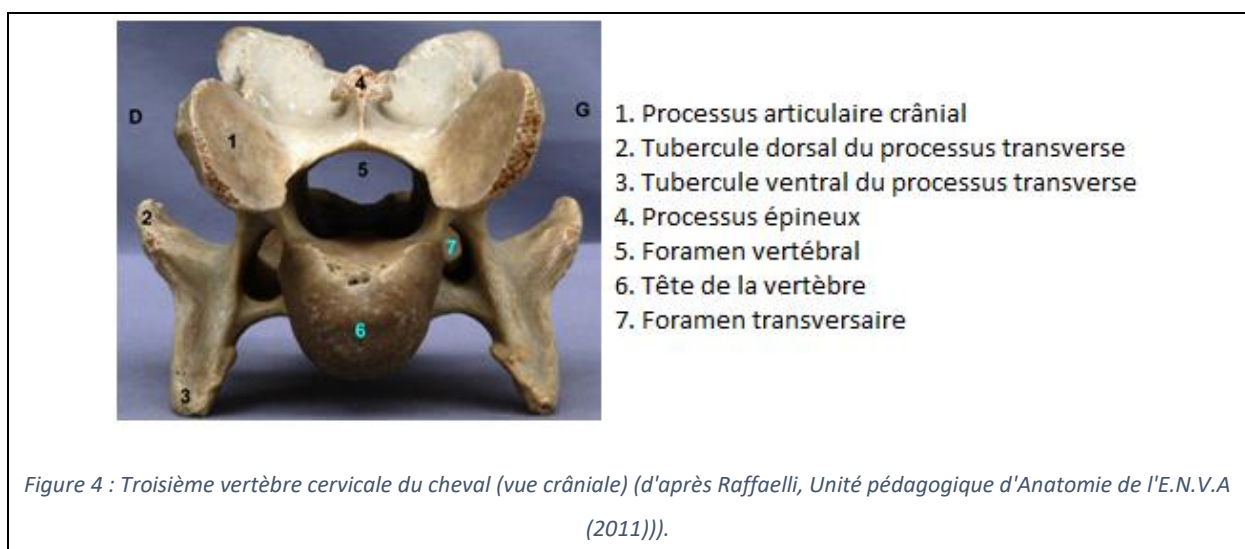 4
D
G
1
5
2
7
6
3
1. Processus articulaire crânial
2. Tubercule dorsal du processus transverse
3. Tubercule ventral du processus transverse
4. Processus épineux
5. Foramen vertébral
6. Tête de la vertèbre
7. Foramen transversaire
Figure 4 : Troisième vertèbre cervicale du cheval (vue crâniale) (d'après Raffaelli, Unité pédagogique d'Anatomie de l'E.N.V.A
(2011))).